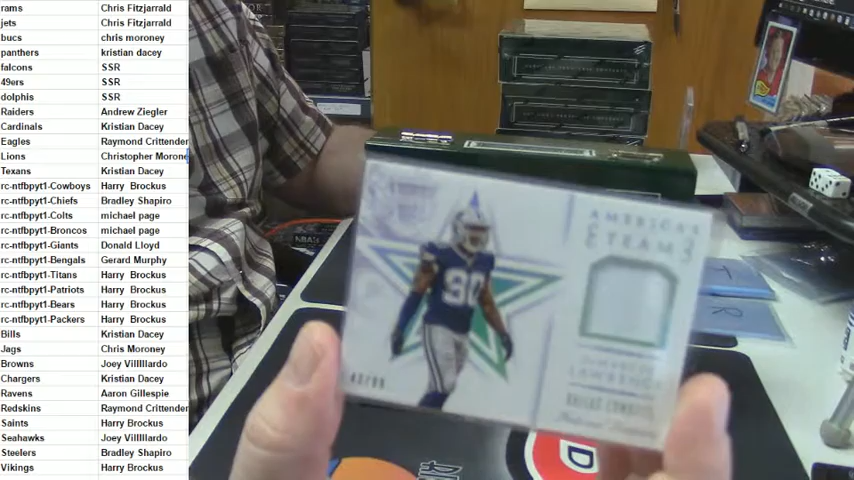 rams Chris Fitzjarrald
jets Chris Fitzjarrald
bucs chris moroney
panthers kristian dacey
falcons SSR
49ers SSR
dolphis SSR
Raiders Andrew Ziegler
Cardinals Kristian Dacey
Eagles Raymond Crittender
Lions Christopher Morone
Texans Kristian Dacey
rc-ntfbpyt1-Cowboys Harry Brockus
rc-ntfbpyt1-Chiefs Bradley Shapiro
rc-ntfbpyt1-Colts michael page
rc-ntfbpyt1-Broncos michael page
rc-ntfbpyt1-Giants Donald Lloyd
rc-ntfbpyt1-Bengals Gerard Murphy
rc-ntfbpyt1-Titans Harry Brockus
rc-ntfbpyt1-Patriots Harry Brockus
rc-ntfbpyt1-Bears Harry Brockus
rc-ntfbpyt1-Packers Harry Brockus
Bills Kristian Dacey
Jags Chris Moroney
Browns Joey Villlllardo
Chargers Kristian Dacey
Ravens Aaron Gillespie
Redskins Raymond Crittender
Saints Harry Brockus
Seahawks Joey Villlllardo
Steelers Bradley Shapiro
Vikings Harry Brockus
AMERICA'S
TEAM
90
LAWRENCE
DALLAS COWBOYS